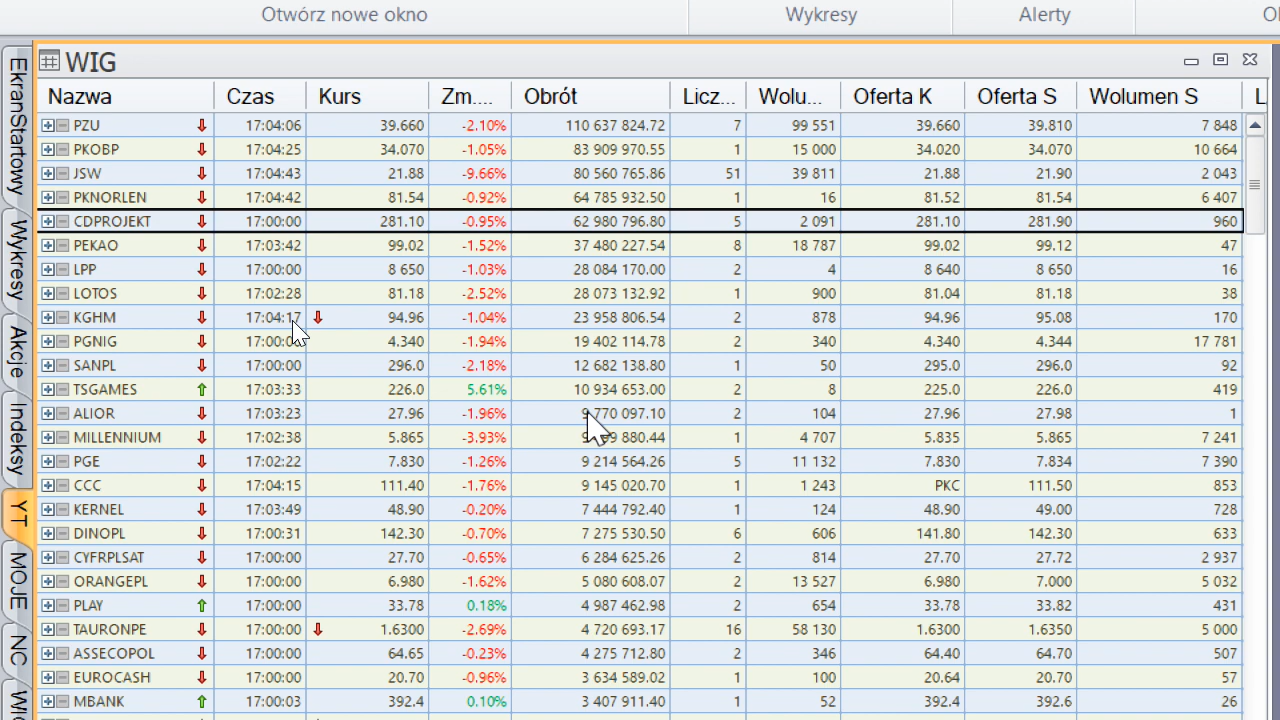 Otwórz nowe okno Wykresy Alerty
WIG
Nazwa Czas Kurs Zm.... Obrót Licz... Wolu... Oferta K Oferta S Wolumen S
PZU 17:04:06 39.660 -2.10% 110 637 824.72 7 99 551 39.660 39.810 7 848
PKOBP 17:04:25 34.070 -1.05% 83 909 970.55 1 15 000 34.020 34.070 10 664
JSW 17:04:43 21.88 -9.66% 80 560 765.86 51 39 811 21.88 21.90 2 043
PKNORLEN 17:04:42 81.54 -0.92% 64 785 932.50 1 16 81.52 81.54 6 407
CDPROJEKT 17:00:00 281.10 -0.95% 62 980 796.80 5 2 091 281.10 281.90 960
PEKAO 17:03:42 99.02 -1.52% 37 480 227.54 8 18 787 99.02 99.12 47
LPP 17:00:00 8 650 -1.03% 28 084 170.00 2 4 8 640 8 650 16
LOTOS 17:02:28 81.18 -2.52% 28 073 132.92 1 900 81.04 81.18 38
KGHM 17:04:17 94.96 -1.04% 23 958 806.54 2 878 94.96 95.08 170
PGNIG 4.340 -1.94% 19 402 114.78 2 340 4.340 4.344 17 781
SANPL 17:00:00 296.0 -2.18% 12 682 138.80 1 50 295.0 296.0 92
TSGAMES 17:03:33 226.0 5.61% 10 934 653.00 2 8 225.0 226.0 419
ALIOR 17:03:23 27.96 -1.96% 9 770 097.10 2 104 27.96 27.98 1
MILLENNIUM 17:02:38 5.865 -3.93% 880.44 1 4 707 5.835 5.865 7 241
PGE 17:02:22 7.830 -1.26% 9 214 564.26 5 11 132 7.830 7.834 7 390
CCC 17:04:15 111.40 -1.76% 9 145 020.70 1 1 243 PKC 111.50 853
KERNEL 17:03:49 48.90 -0.20% 7 444 792.40 1 124 48.90 49.00 728
DINOPL 17:00:31 142.30 -0.70% 7 275 530.50 6 606 141.80 142.30 633
CYFRPLSAT 17:00:00 27.70 -0.65% 6 284 625.26 2 814 27.70 27.72 2 937
ORANGEPL 17:00:00 6.980 -1.62% 5 080 608.07 2 13 527 6.980 7.000 5 032
PLAY 17:00:00 33.78 0.18% 4 987 462.98 2 654 33.78 33.82 431
TAURONPE 17:00:00 1.6300 -2.69% 4 720 693.17 16 58 130 1.6300 1.6350 5 000
ASSECOPOL 17:00:00 64.65 -0.23% 4 275 712.80 2 346 64.40 64.70 507
EUROCASH 17:00:00 20.70 -0.96% 3 634 589.02 1 100 20.64 20.70 57
MBANK 17:00:03 392.4 0.10% 3 407 911.40 1 52 392.4 392.6 26
EkranStartowy
Wykresy
Akcje
Indeksy
YT
MOJE
NC